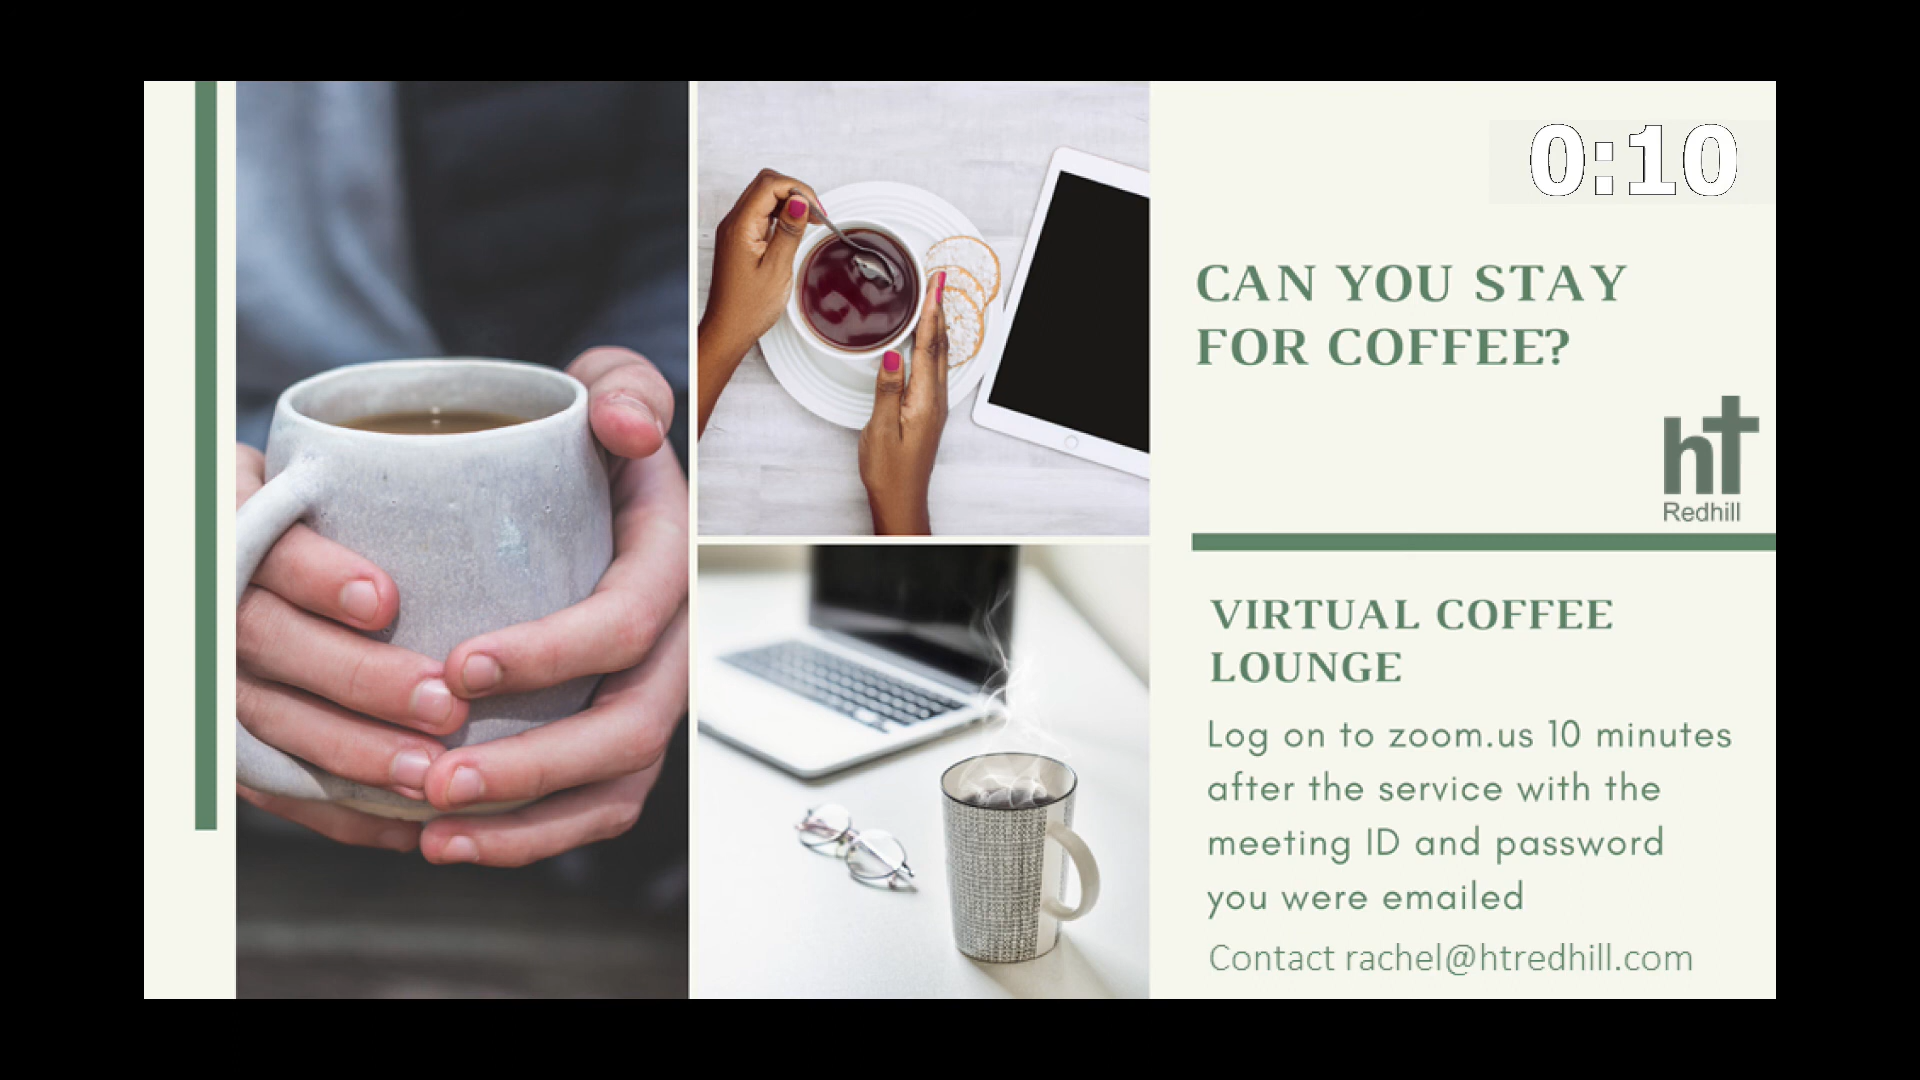 0:10
CAN YOU STAY
FOR COFFEE?
ht
Redhill
VIRTUAL COFFEE
LOUNGE
Log on to zoom.us 10 minutes
after the service with the
meeting ID and password
you were emailed
Contact rachel@htredhill.com